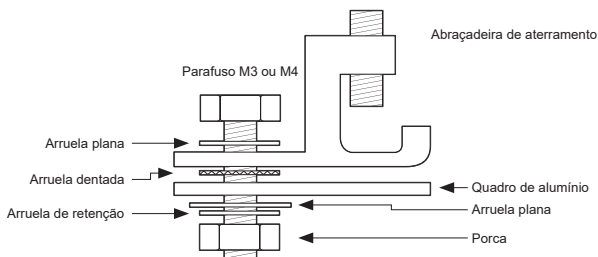 Abraçadeira de aterramento
Parafuso M3 ou M4
Arruela plana
Arruela dentada
Quadro de alumínio
Arruela de retenção
Arruela plana
Porca